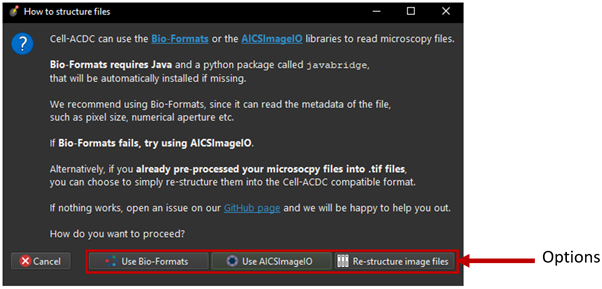 How to structure files
Cell-ACDC can use the Bio-Formats or the AICSImageIO libraries to read microscopy files.
Bio-Formats requires Java and a python package called javabridge,
that will be automatically installed if missing.
We recommend using Bio-Formats, since it can read the metadata of the file,
such as pixel size, numerical aperture etc.
If Bio-Formats fails, try using AICSImageIO.
Alternatively, if you already pre-processed your microsocpy files into .tif files,
you can choose to simply re-structure them into the Cell-ACDC compatible format.
If nothing works, open an issue on our GitHub page and we will be happy to help you out.
How do you want to proceed?
Cancel Use Bio-Formats Use AICSImageIO Re-structure image files Options